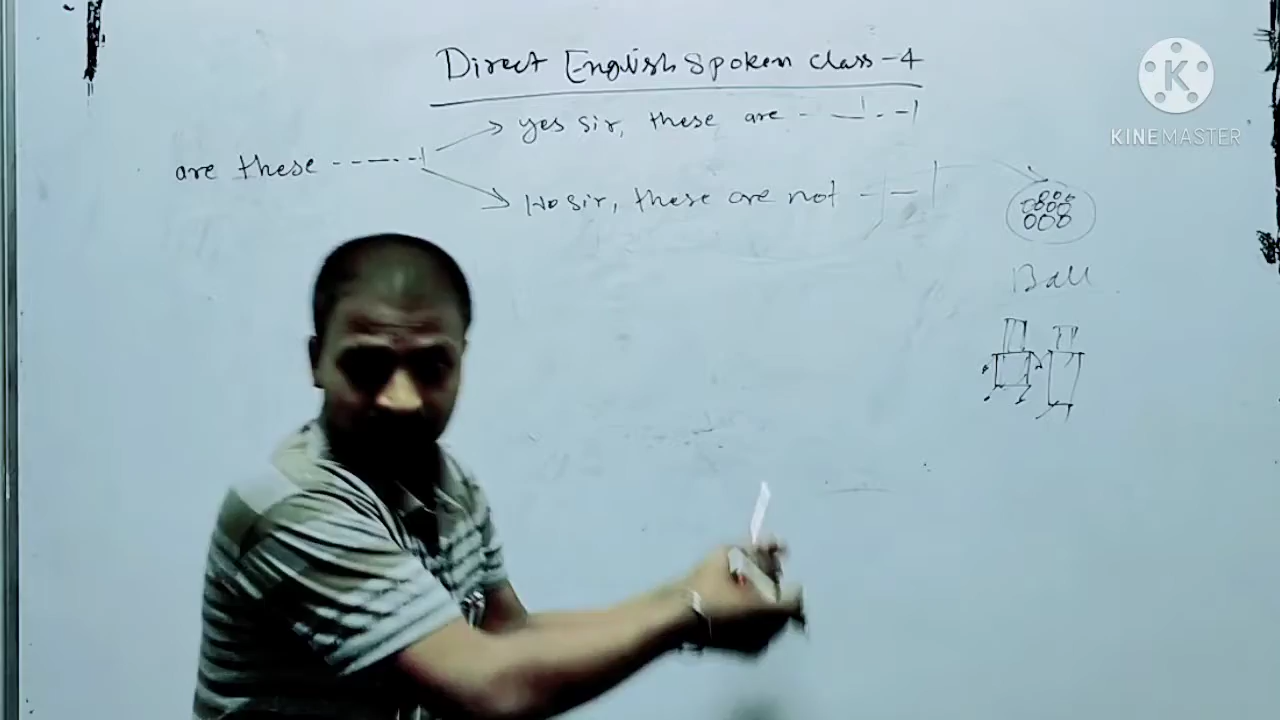 Direct English Spoken Class-4
yes sir, these are - - - -
are these - - - - - -
No sir, these are not - - -
Ball
K
KINEMASTER